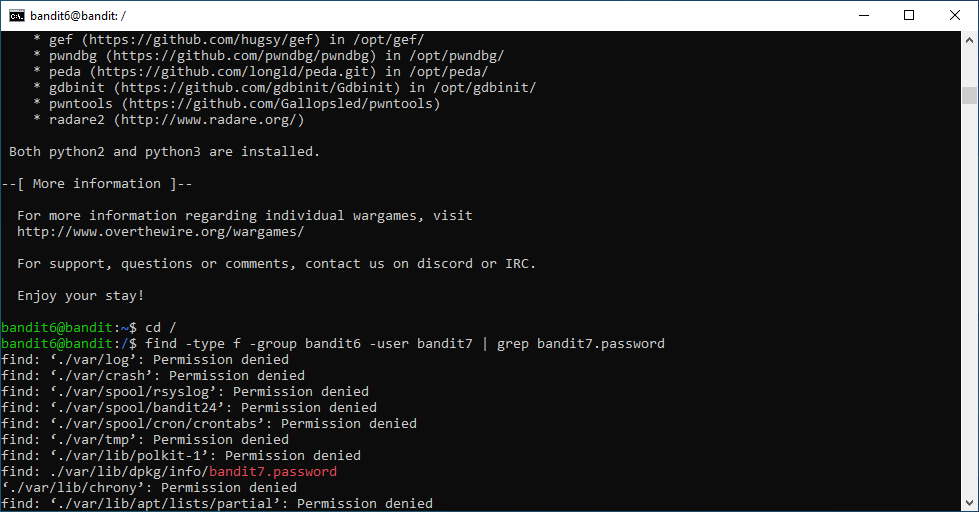 bandit6@bandit: /
* gef (https://github.com/hugsy/gef) in /opt/gef/
* pwndbg (https://github.com/pwndbg/pwndbg) in /opt/pwndbg/
* peda (https://github.com/longld/peda.git) in /opt/peda/
* gdbinit (https://github.com/gdbinit/Gdbinit) in /opt/gdbinit/
* pwntools (https://github.com/Gallopsled/pwntools)
* radare2 (http://www.radare.org/)
Both python2 and python3 are installed.
--[ More information ]--
For more information regarding individual wargames, visit
http://www.overthewire.org/wargames/
For support, questions or comments, contact us on discord or IRC.
Enjoy your stay!
bandit6@bandit:~$ cd /
bandit6@bandit:/$ find -type f -group bandit6 -user bandit7 | grep bandit7.password
find: ‘./var/log’: Permission denied
find: ‘./var/crash’: Permission denied
find: ‘./var/spool/rsyslog’: Permission denied
find: ‘./var/spool/bandit24’: Permission denied
find: ‘./var/spool/cron/crontabs’: Permission denied
find: ‘./var/tmp’: Permission denied
find: ‘./var/lib/polkit-1’: Permission denied
find: ./var/lib/dpkg/info/bandit7.password
‘./var/lib/chrony’: Permission denied
find: ‘./var/lib/apt/lists/partial’: Permission denied